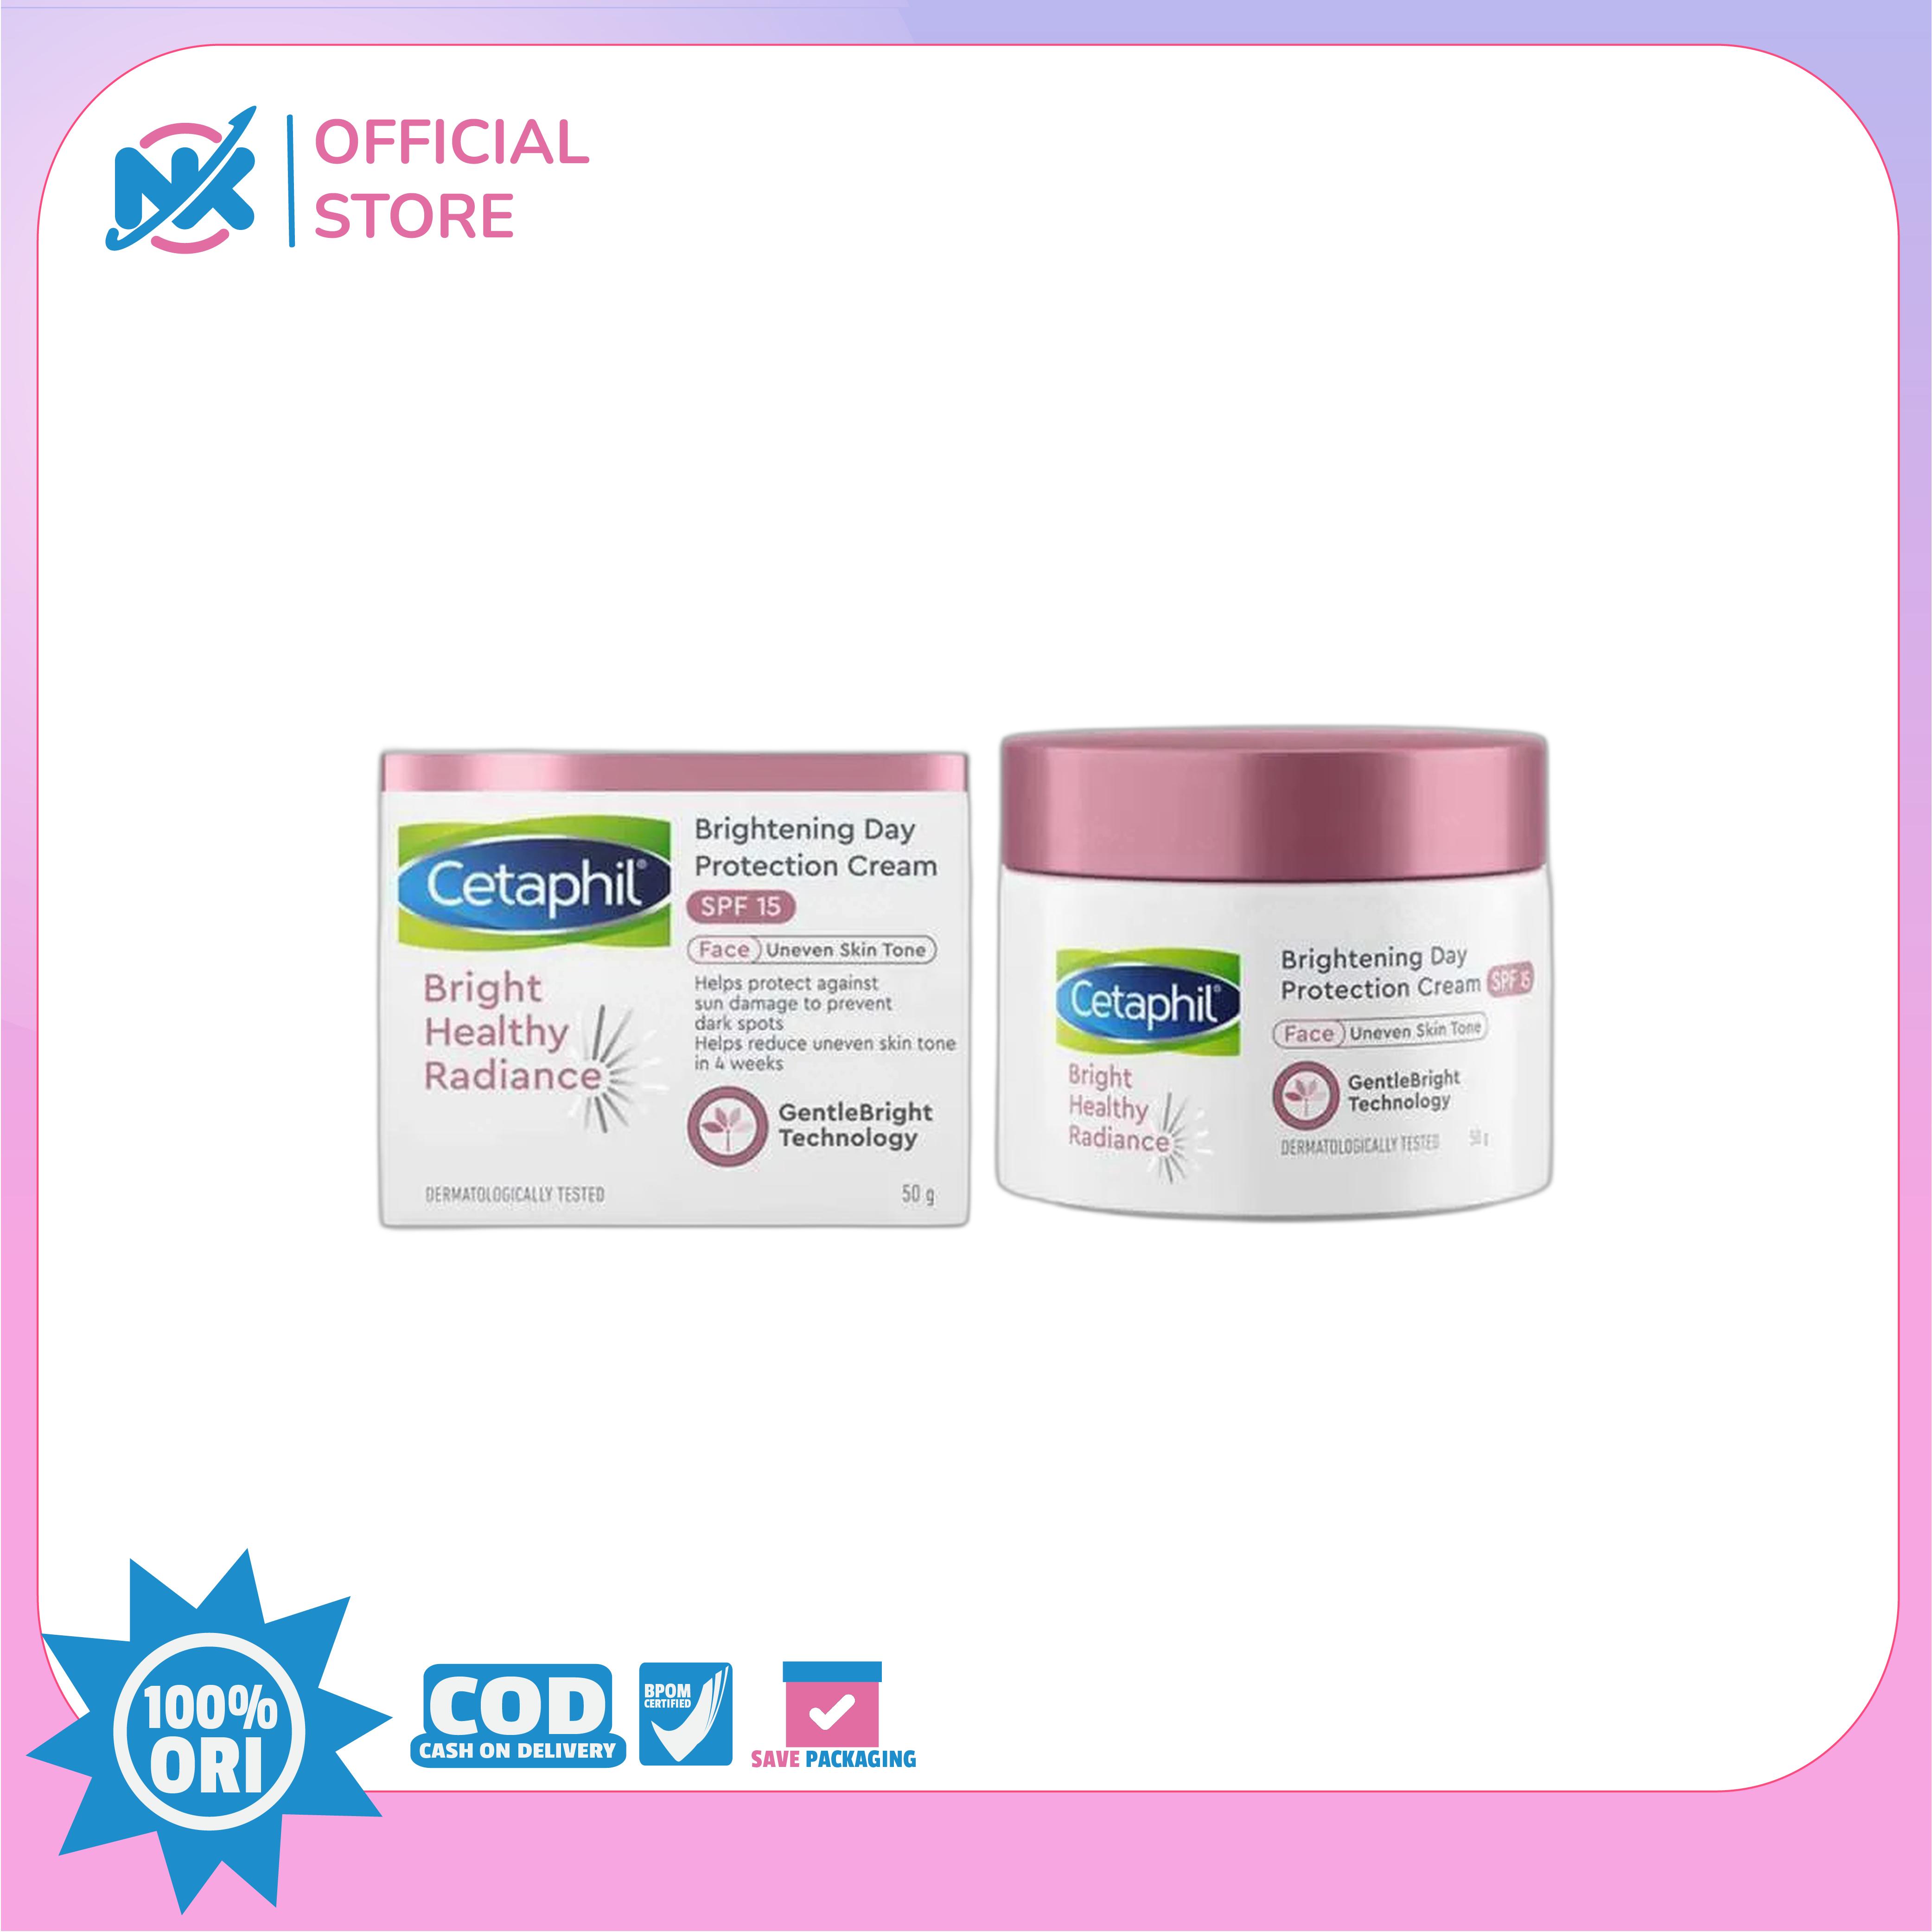 NK
OFFICIAL
STORE
Cetaphil®
Bright
Healthy
Radiance
DERMATOLOGICALLY TESTED
Brightening Day
Protection Cream
SPF 15
Face Uneven Skin Tone
Helps protect against
sun damage to prevent
dark spots
Helps reduce uneven skin tone
in 4 weeks
GentleBright
Technology
50 g
Cetaphil®
Bright
Healthy
Radiance
Brightening Day
Protection Cream SPF 15
Face Uneven Skin Tone
GentleBright
Technology
DERMATOLOGICALLY TESTED 50 g
100%
ORI
COD
CASH ON DELIVERY
BPOM
CERTIFIED
SAVE PACKAGING